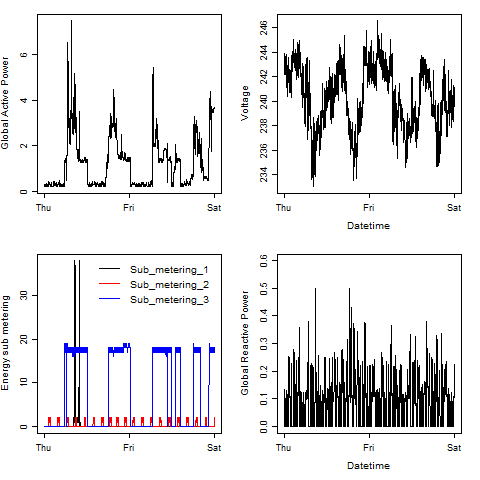 Global Active Power
0
2
4
6
Thu
Fri
Sat
Voltage
234
236
238
240
242
244
246
Thu
Fri
Sat
Datetime
Energy sub metering
0
10
20
30
Sub_metering_1
Sub_metering_2
Sub_metering_3
Thu
Fri
Sat
Global Reactive Power
0.0
0.1
0.2
0.3
0.4
0.5
0.6
Thu
Fri
Sat
Datetime